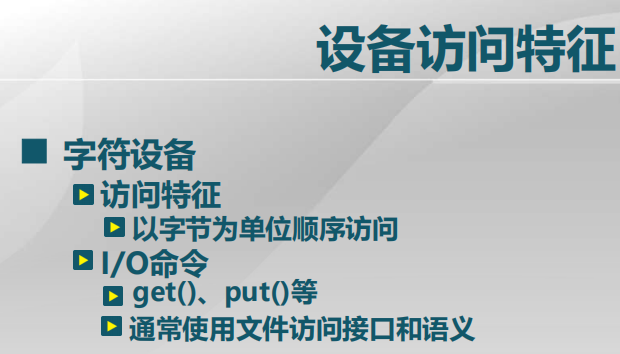 设备访问特征
字符设备
访问特征
以字节为单位顺序访问
I/O命令
get()、put()等
通常使用文件访问接口和语义